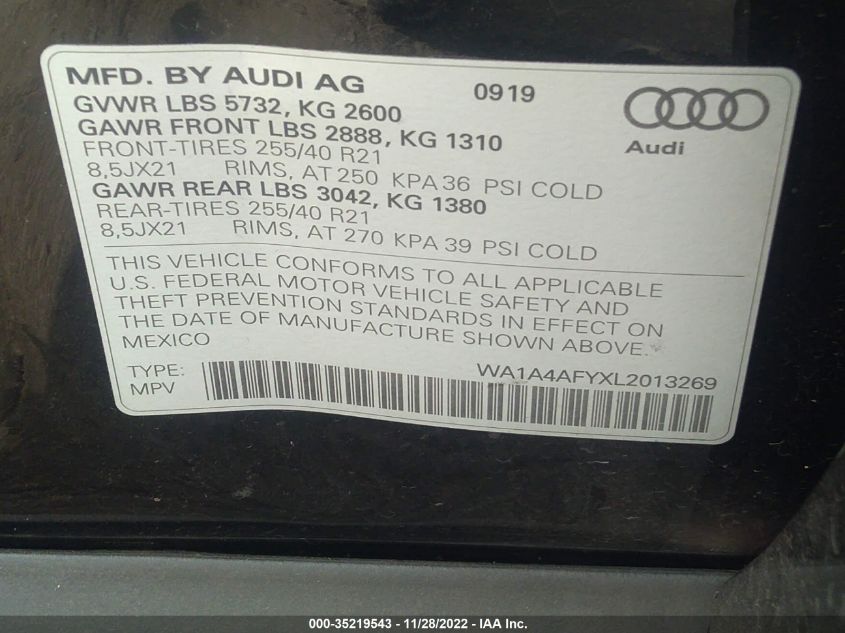 MFD. BY AUDI AG 0919
GVWR LBS 5732, KG 2600
GAWR FRONT LBS 2888, KG 1310
FRONT-TIRES 255/40 R21
8,5JX21 RIMS, AT 250 KPA 36 PSI COLD
GAWR REAR LBS 3042, KG 1380
REAR-TIRES 255/40 R21
8,5JX21 RIMS, AT 270 KPA 39 PSI COLD
Audi
THIS VEHICLE CONFORMS TO ALL APPLICABLE
U.S. FEDERAL MOTOR VEHICLE SAFETY AND
THEFT PREVENTION STANDARDS IN EFFECT ON
THE DATE OF MANUFACTURE SHOWN ABOVE.
MEXICO
TYPE: WA1A4AFYXL2013269
MPV
000-35219543 - 11/28/2022 - IAA Inc.